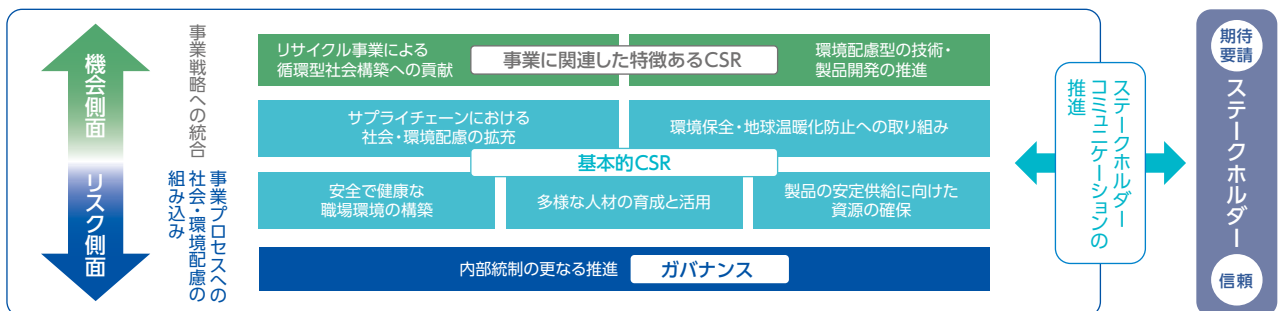 機会側面
リスク側面
事業戦略への統合
事業プロセスへの
社会・環境配慮の
組み込み
リサイクル事業による
循環型社会構築への貢献
事業に関連した特徴あるCSR
環境配慮型の技術・
製品開発の推進
サプライチェーンにおける
社会・環境配慮の拡充
環境保全・地球温暖化防止への取り組み
基本的CSR
安全で健康な
職場環境の構築
多様な人材の育成と活用
製品の安定供給に向けた
資源の確保
内部統制の更なる推進
ガバナンス
ステークホルダー
コミュニケーションの
推進
期待
要請
ステークホルダー
信頼